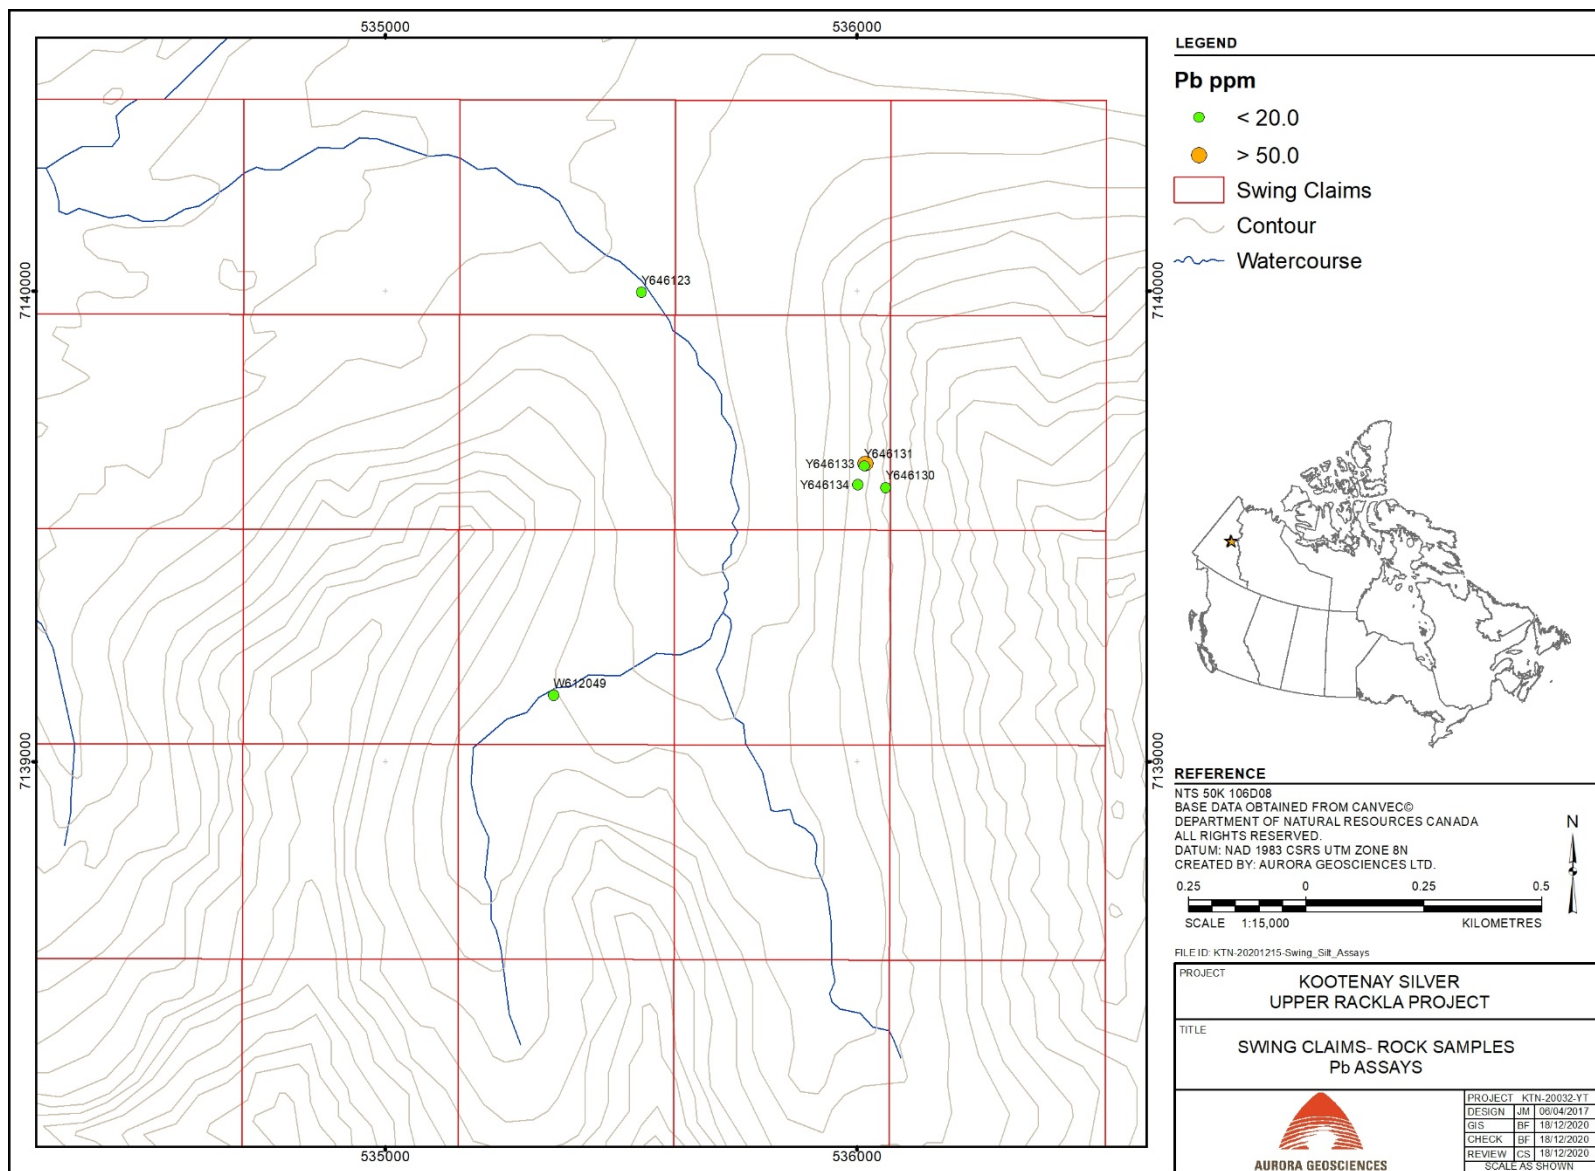 535000
536000
7140000
7139000
Y646123
Y646131
Y646133
Y646130
Y646134
W612049
7140000
7139000
535000
536000
LEGEND
Pb ppm
< 20.0
> 50.0
Swing Claims
Contour
Watercourse
REFERENCE
NTS 50K 106D08
BASE DATA OBTAINED FROM CANVEC©
DEPARTMENT OF NATURAL RESOURCES CANADA
ALL RIGHTS RESERVED.
DATUM: NAD 1983 CSRS UTM ZONE 8N
CREATED BY: AURORA GEOSCIENCES LTD.
N
0.25 0 0.25 0.5
SCALE 1:15,000 KILOMETRES
FILE ID: KTN-20201215-Swing_Silt_Assays
PROJECT
KOOTENAY SILVER
UPPER RACKLA PROJECT
TITLE
SWING CLAIMS- ROCK SAMPLES
Pb ASSAYS
AURORA GEOSCIENCES
PROJECT KTN-20032-YT
DESIGN JM 06/04/2017
GIS BF 18/12/2020
CHECK BF 18/12/2020
REVIEW CS 18/12/2020
SCALE AS SHOWN